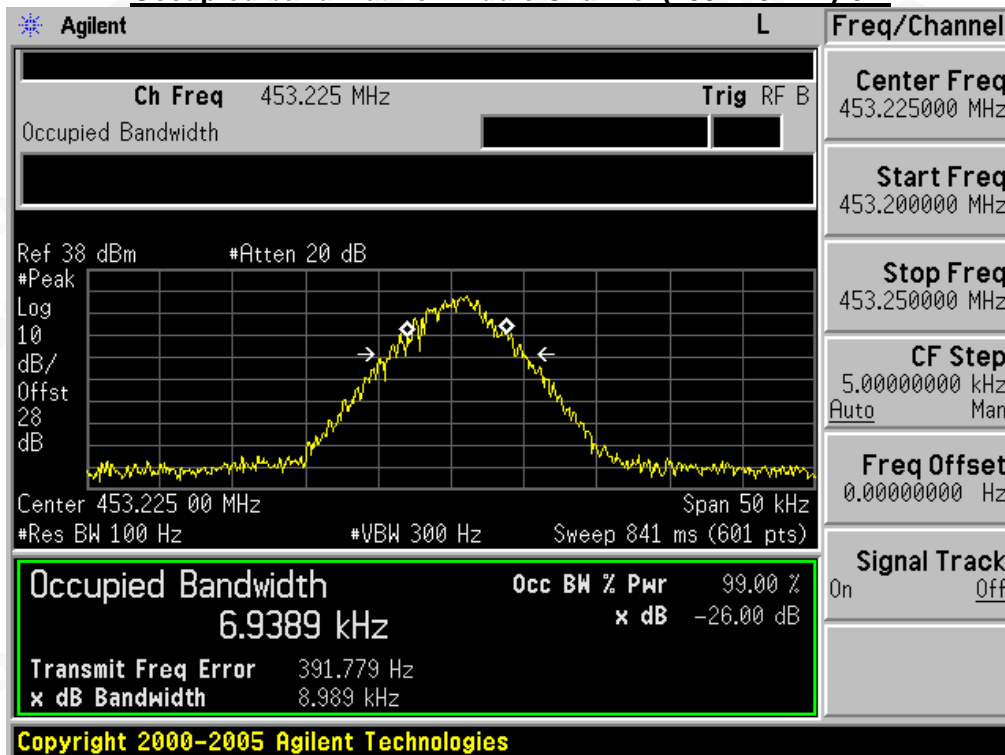 Agilent L Freq/Channel
Ch Freq 453.225 MHz Trig RF B
Occupied Bandwidth
Center Freq
453.225000 MHz
Start Freq
453.200000 MHz
Stop Freq
453.250000 MHz
CF Step
5.00000000 kHz
Auto Man
Freq Offset
0.00000000 Hz
Signal Track
On Off
Ref 38 dBm #Atten 20 dB
#Peak
Log
10
dB/
Offst
28
dB
Center 453.225 00 MHz Span 50 kHz
#Res BW 100 Hz #VBW 300 Hz Sweep 841 ms (601 pts)
Occupied Bandwidth Occ BW % Pwr 99.00 %
6.9389 kHz x dB -26.00 dB
Transmit Freq Error 391.779 Hz
x dB Bandwidth 8.989 kHz
Copyright 2000-2005 Agilent Technologies